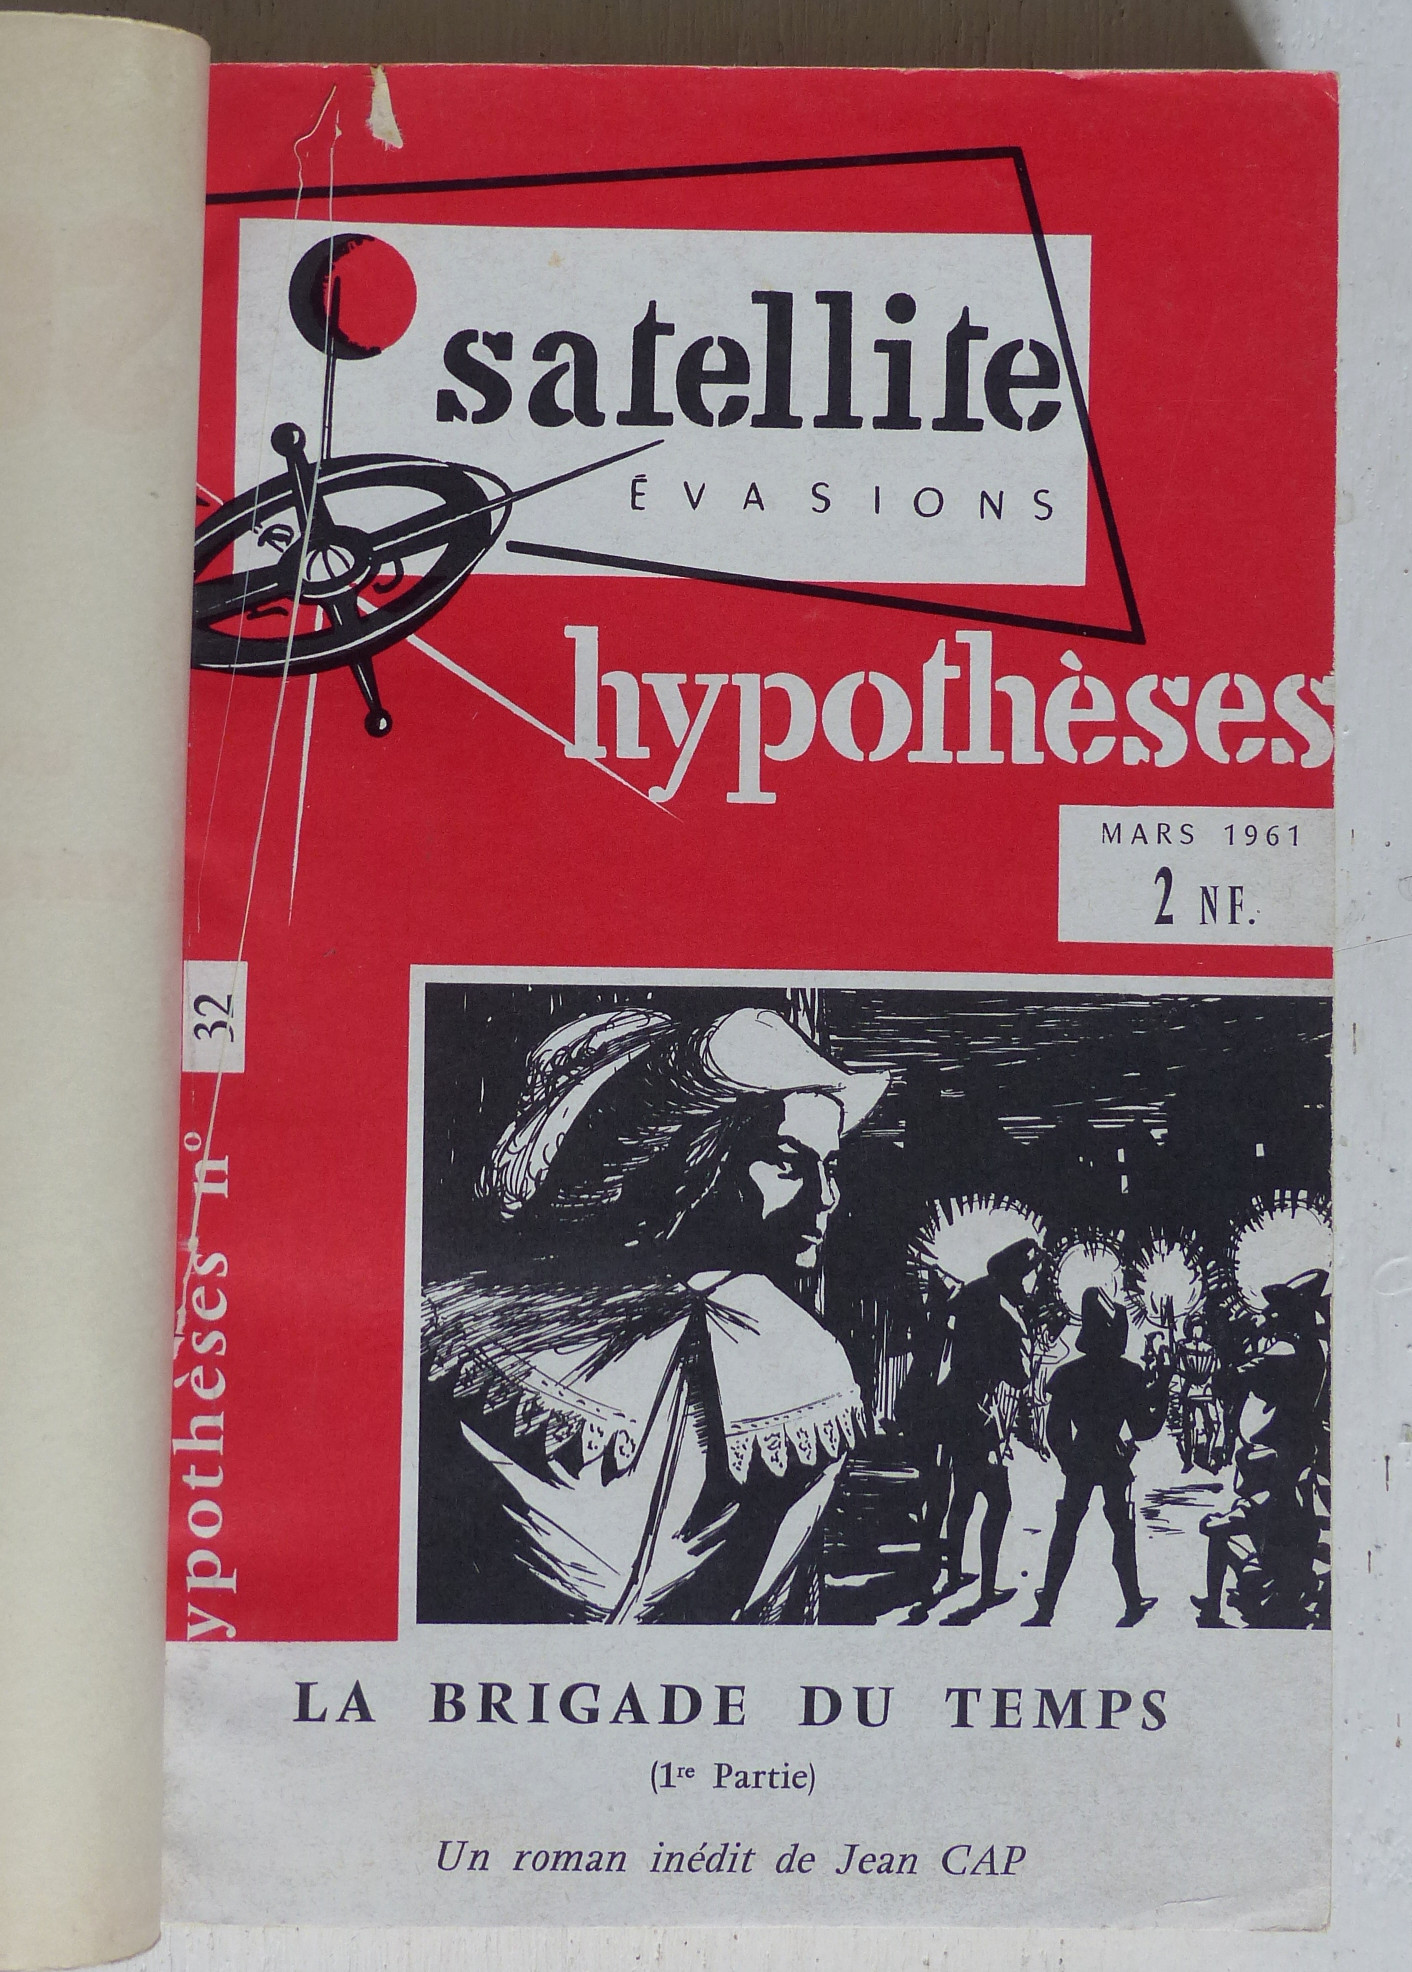 satellite
ÉVASIONS
hypothèses
MARS 1961
2 NF.
ypothèses n° 32
LA BRIGADE DU TEMPS
(1re Partie)
Un roman inédit de Jean CAP